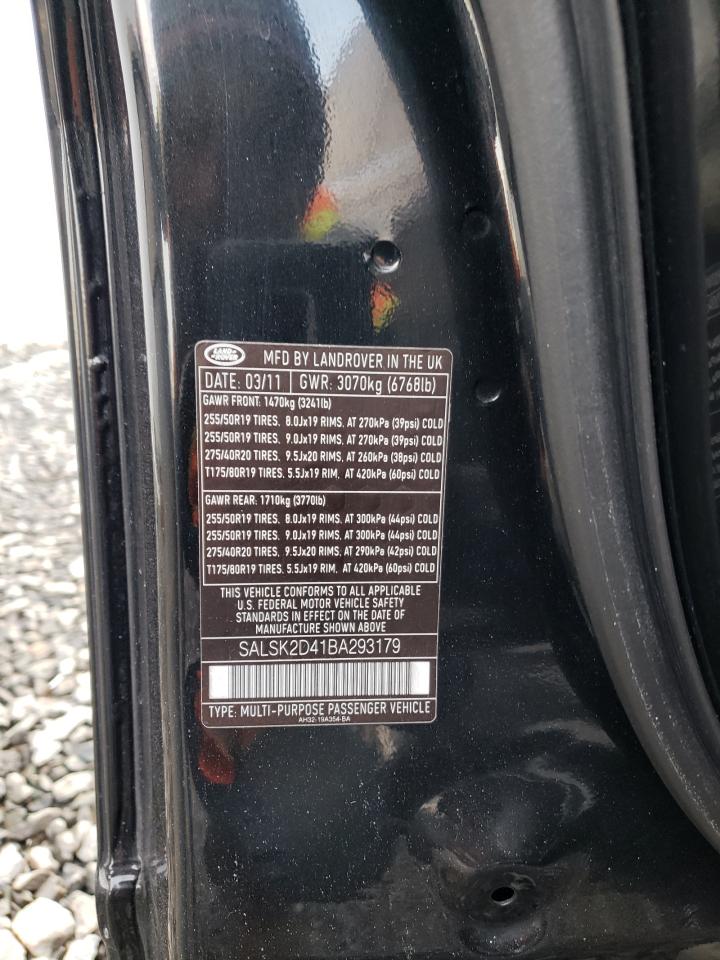 LAND ROVER
MFD BY LANDROVER IN THE UK
DATE: 03/11 GWR: 3070kg (6768lb)
GAWR FRONT: 1470kg (3241lb)
255/50R19 TIRES, 8.0Jx19 RIMS, AT 270kPa (39psi) COLD
255/50R19 TIRES, 9.0Jx19 RIMS, AT 270kPa (39psi) COLD
275/40R20 TIRES, 9.5Jx20 RIMS, AT 260kPa (38psi) COLD
T175/80R19 TIRES, 5.5Jx19 RIM, AT 420kPa (60psi) COLD
GAWR REAR: 1710kg (3770lb)
255/50R19 TIRES, 8.0Jx19 RIMS, AT 300kPa (44psi) COLD
255/50R19 TIRES, 9.0Jx19 RIMS, AT 300kPa (44psi) COLD
275/40R20 TIRES, 9.5Jx20 RIMS, AT 290kPa (42psi) COLD
T175/80R19 TIRES, 5.5Jx19 RIM, AT 420kPa (60psi) COLD
THIS VEHICLE CONFORMS TO ALL APPLICABLE
U.S. FEDERAL MOTOR VEHICLE SAFETY
STANDARDS IN EFFECT ON THE DATE OF
MANUFACTURE SHOWN ABOVE
SALSK2D41BA293179
TYPE: MULTI-PURPOSE PASSENGER VEHICLE
AH32-19A354-BA